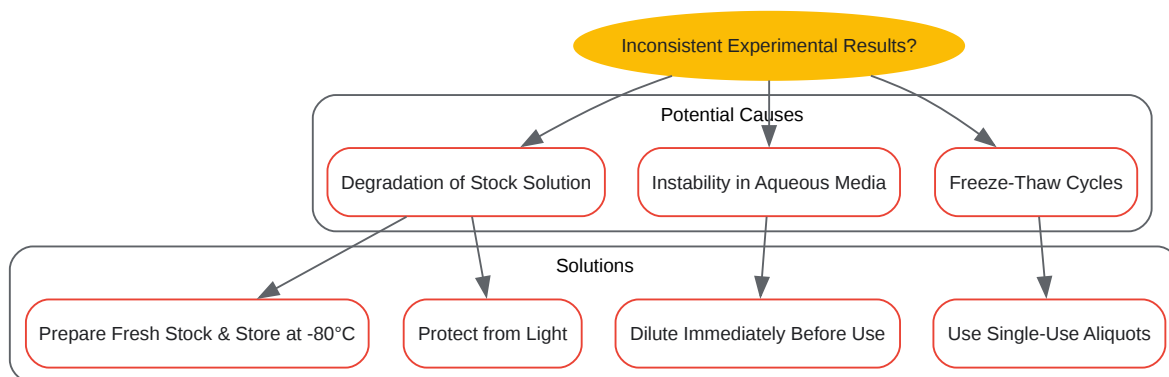 Inconsistent Experimental Results?
Potential Causes
Degradation of Stock Solution
Instability in Aqueous Media
Freeze-Thaw Cycles
Solutions
Prepare Fresh Stock & Store at -80°C
Protect from Light
Dilute Immediately Before Use
Use Single-Use Aliquots